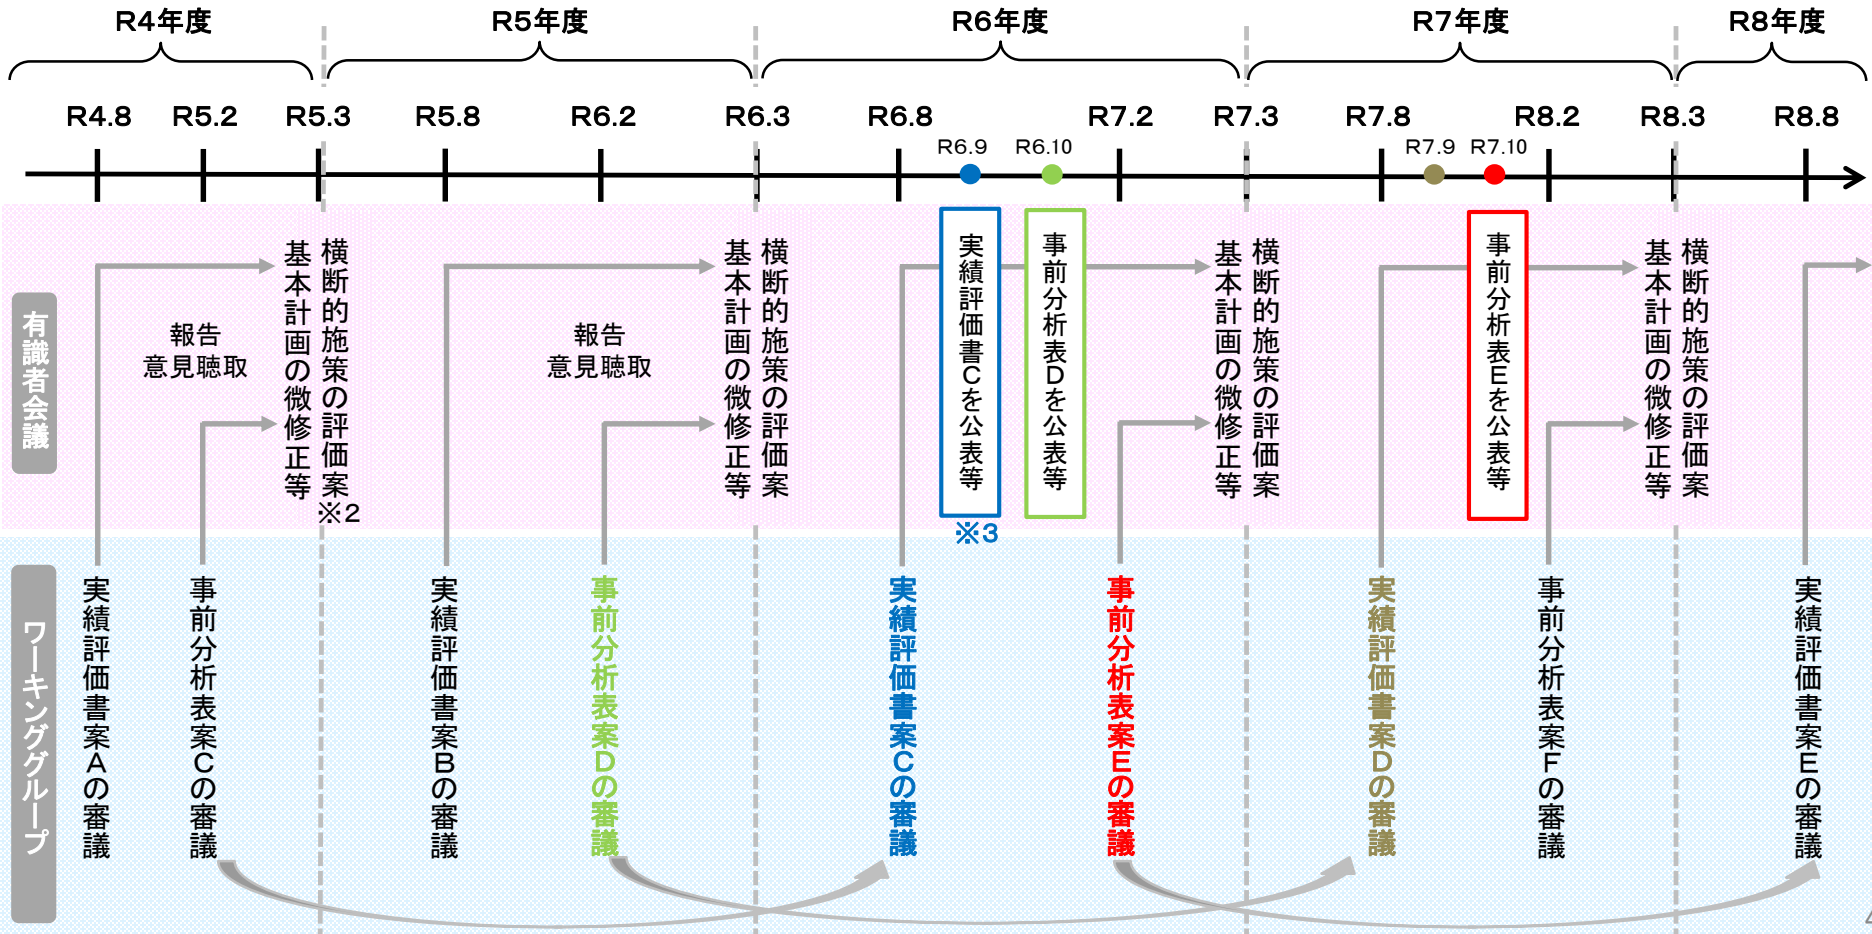 R4年度
R5年度
R6年度
R7年度
R8年度
R4.8
R5.2
R5.3
R5.8
R6.2
R6.3
R6.8
R7.2
R7.3
R7.8
R8.2
R8.3
R8.8
R6.9
R6.10
R7.9
R7.10
有識者会議
報告
意見聴取
横断的施策の評価案
※2
基本計画の微修正等
報告
意見聴取
横断的施策の評価案
基本計画の微修正等
実績評価書Cを公表等
※3
事前分析表Dを公表等
横断的施策の評価案
基本計画の微修正等
事前分析表Eを公表等
横断的施策の評価案
基本計画の微修正等
ワーキンググループ
実績評価書案Aの審議
事前分析表案Cの審議
実績評価書案Bの審議
事前分析表案Dの審議
実績評価書案Cの審議
事前分析表案Eの審議
実績評価書案Dの審議
事前分析表案Fの審議
実績評価書案Eの審議